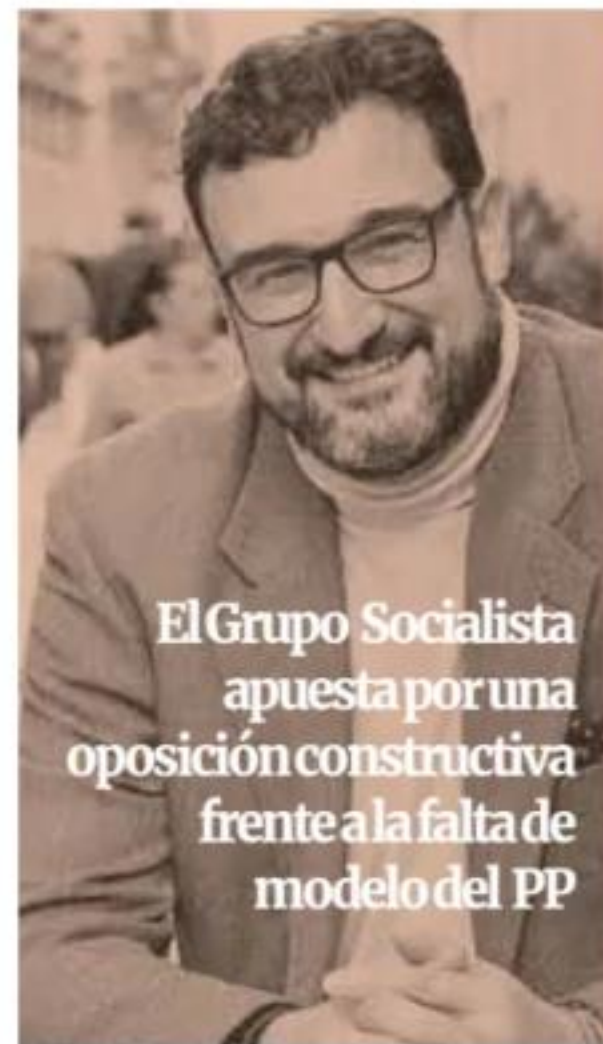 El Grupo Socialista
apuesta por una
oposición constructiva
frente a la falta de
modelo del PP